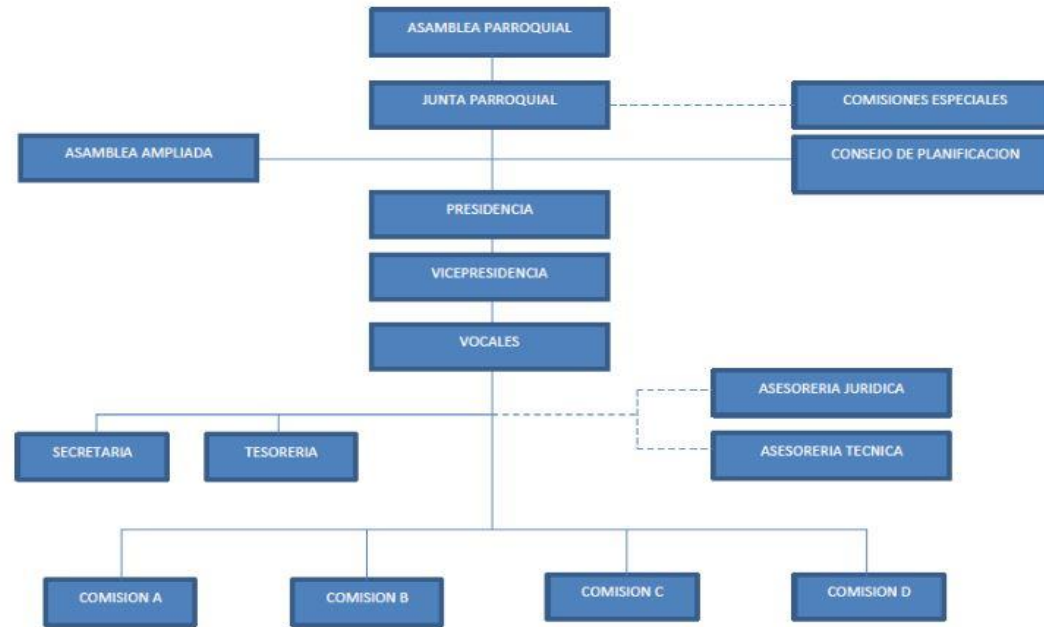 ASAMBLEA PARROQUIAL
JUNTA PARROQUIAL
COMISIONES ESPECIALES
ASAMBLEA AMPLIADA
CONSEJO DE PLANIFICACION
PRESIDENCIA
VICEPRESIDENCIA
VOCALES
ASESORERIA JURIDICA
SECRETARIA
TESORERIA
ASESORERIA TECNICA
COMISION A
COMISION B
COMISION C
COMISION D